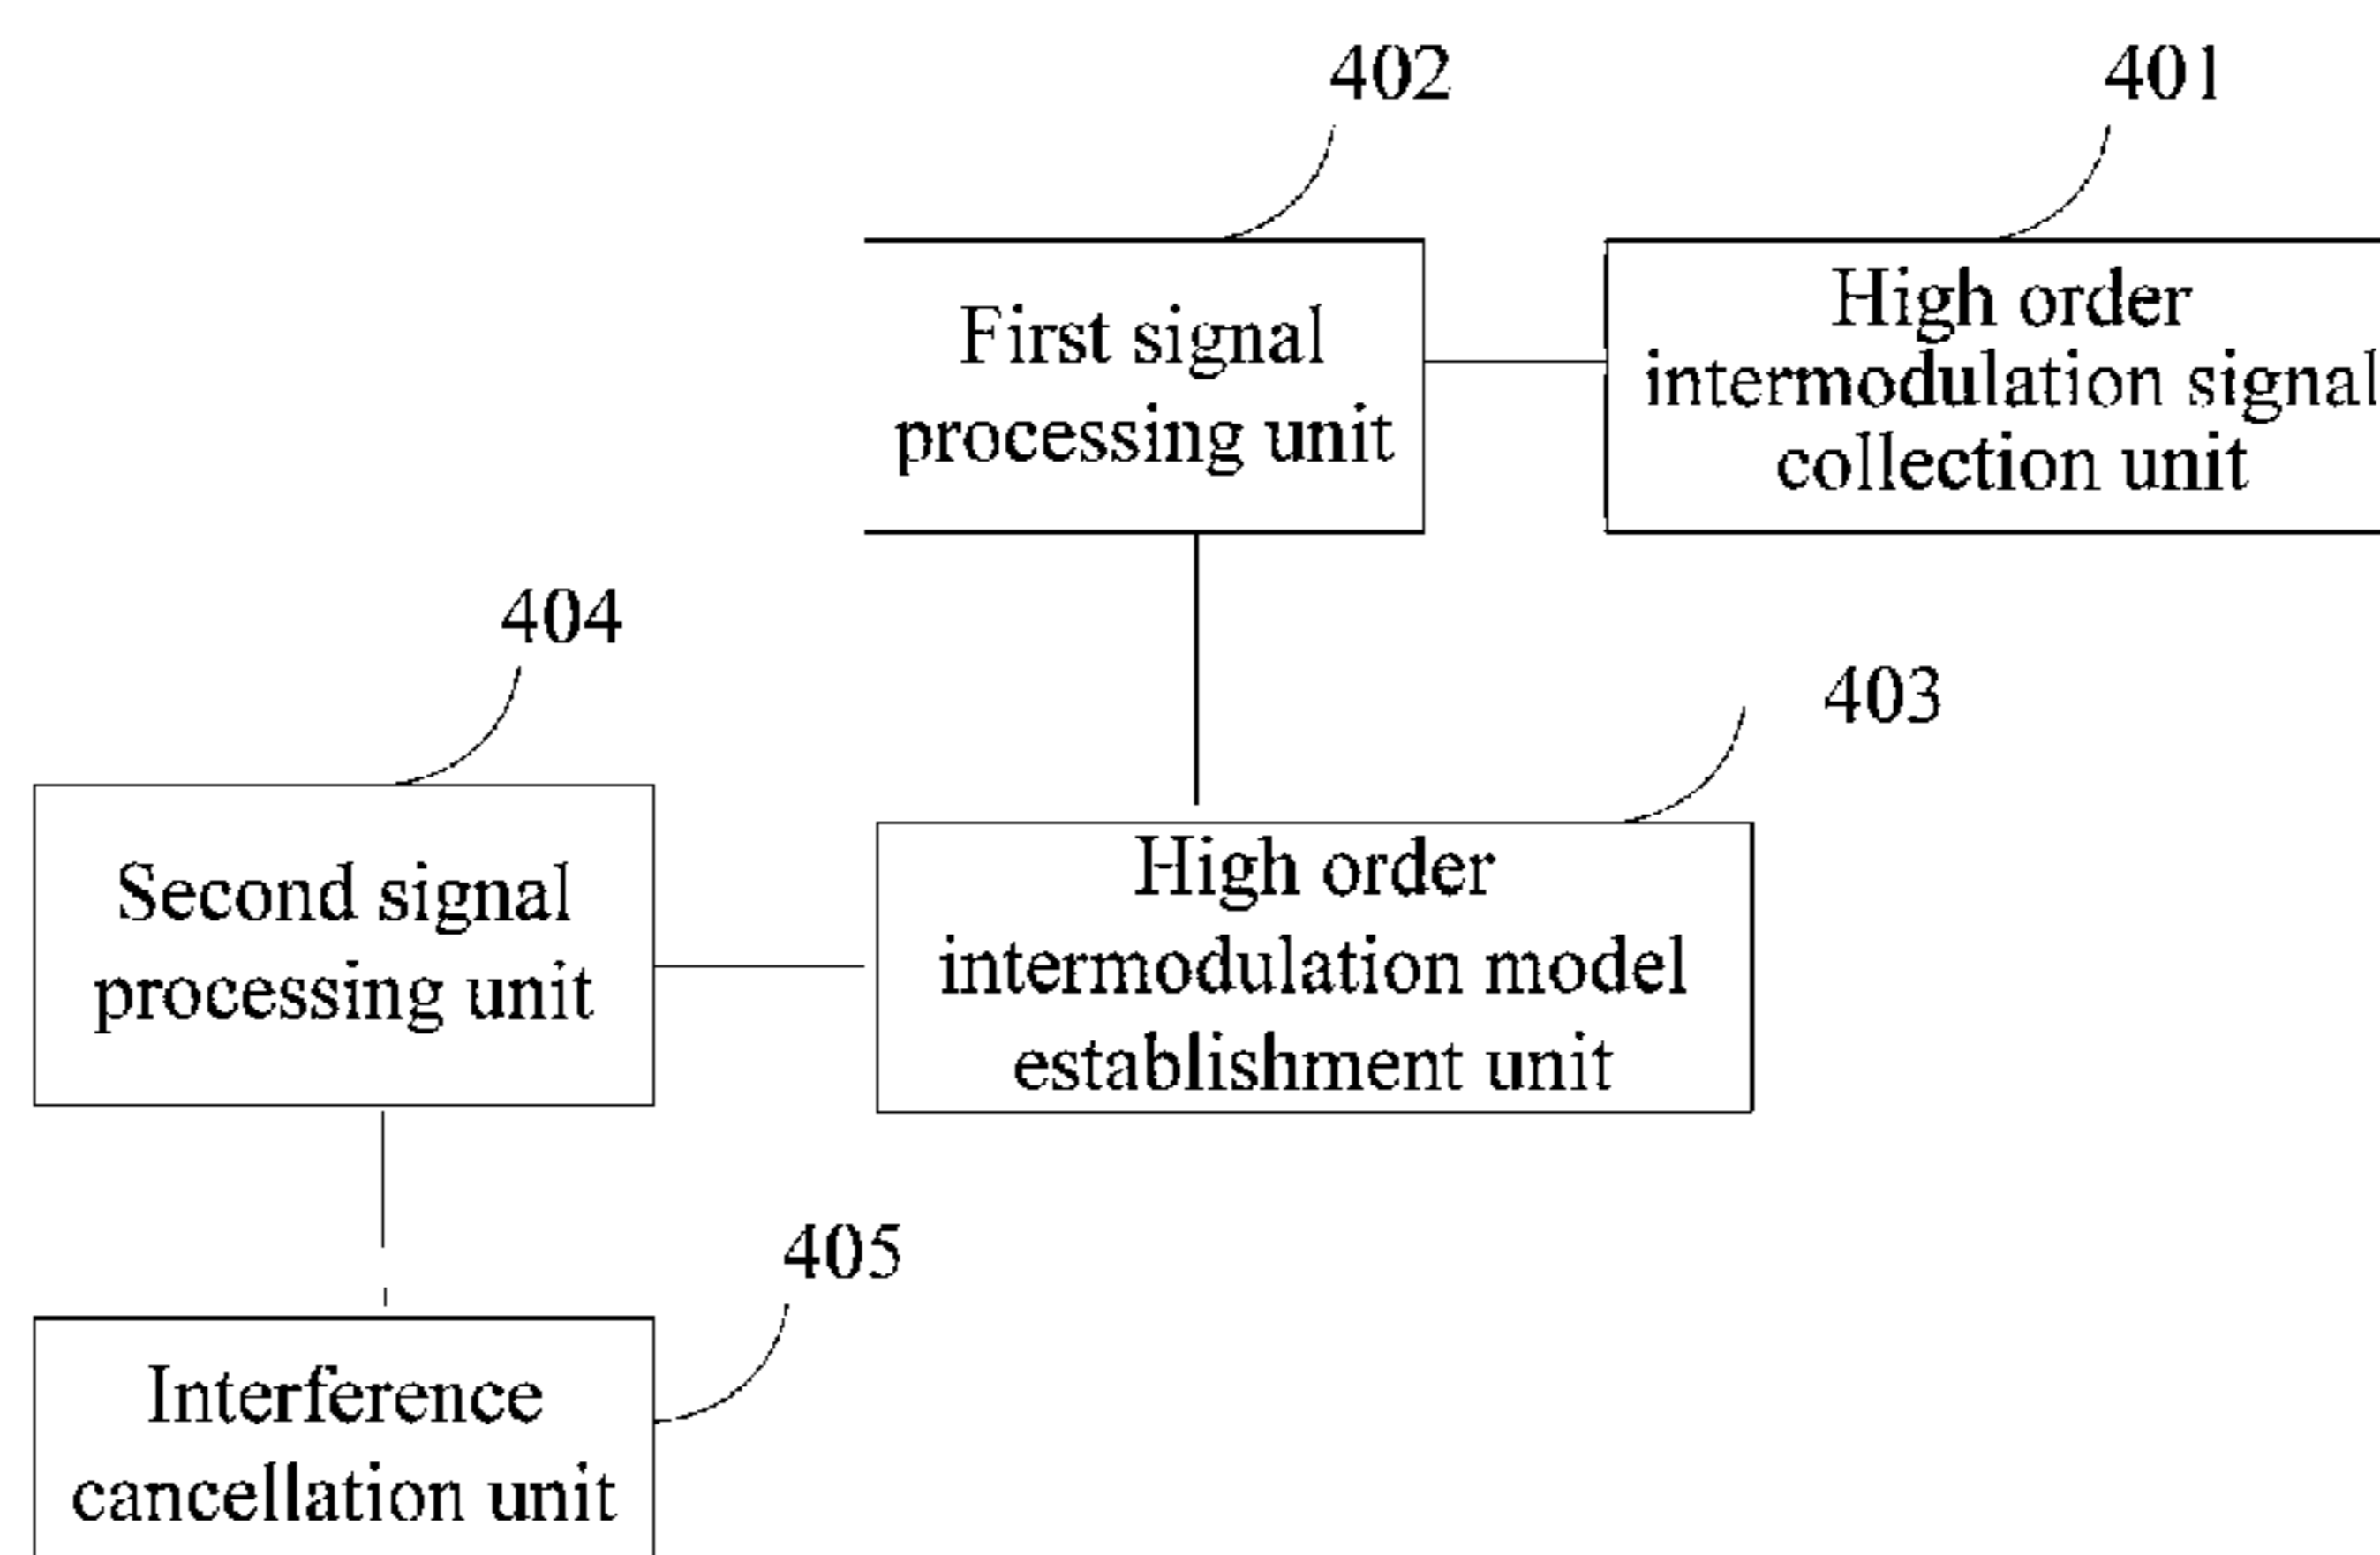 402
401
First signal
processing unit
High order
intermodulation signal
collection unit
404
403
Second signal
processing unit
High order
intermodulation model
establishment unit
405
Interference
cancellation unit